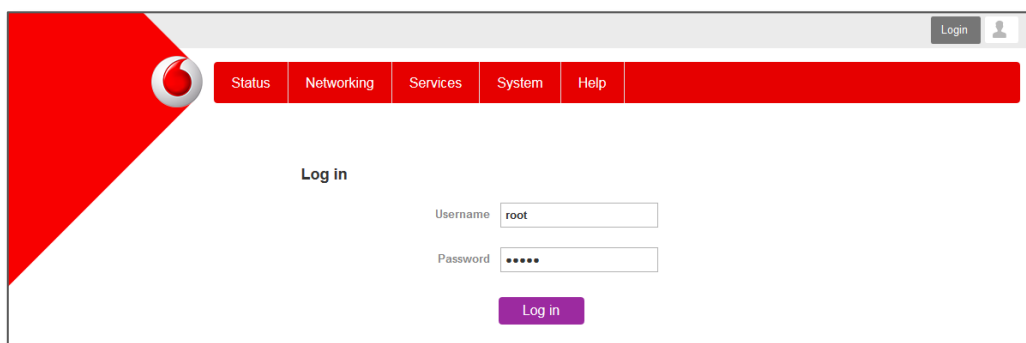 Login
Status Networking Services System Help
Log in
Username root
Password •••••
Log in